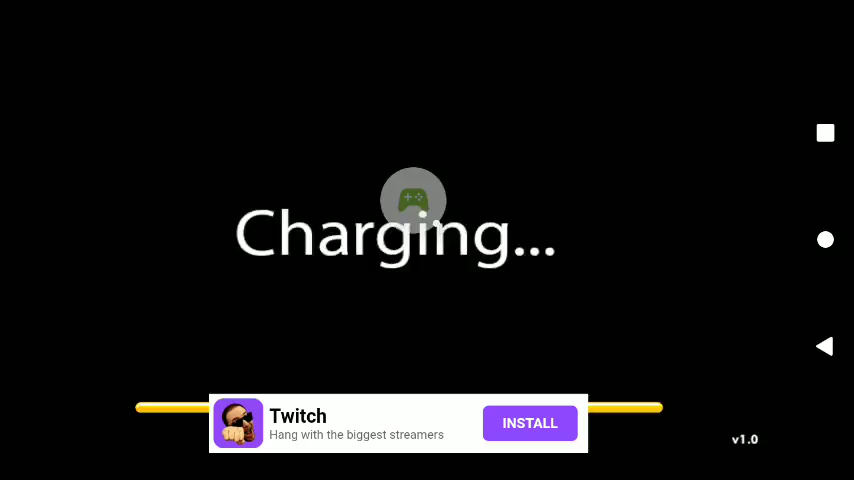 Charging...
Twitch
Hang with the biggest streamers
INSTALL
v1.0